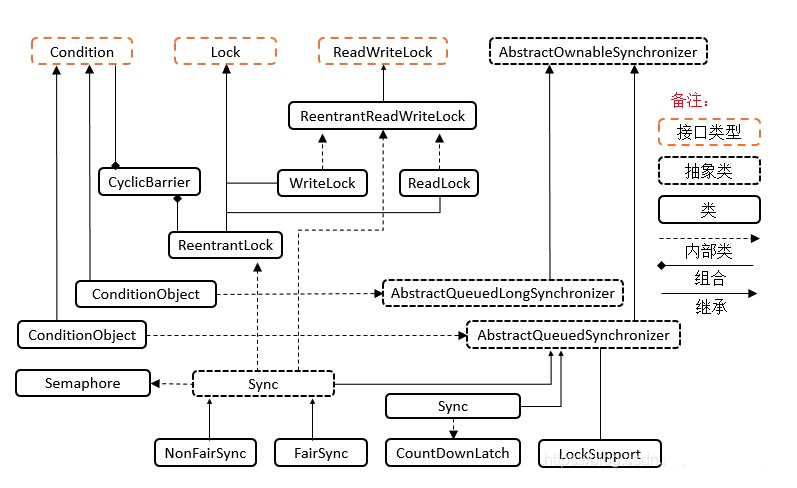 Condition
Lock
ReadWriteLock
AbstractOwnableSynchronizer
备注：
接口类型
ReentrantReadWriteLock
抽象类
CyclicBarrier
WriteLock
ReadLock
类
ReentrantLock
内部类
组合
ConditionObject
AbstractQueuedLongSynchronizer
继承
ConditionObject
AbstractQueuedSynchronizer
Semaphore
Sync
Sync
NonFairSync
FairSync
CountDownLatch
LockSupport